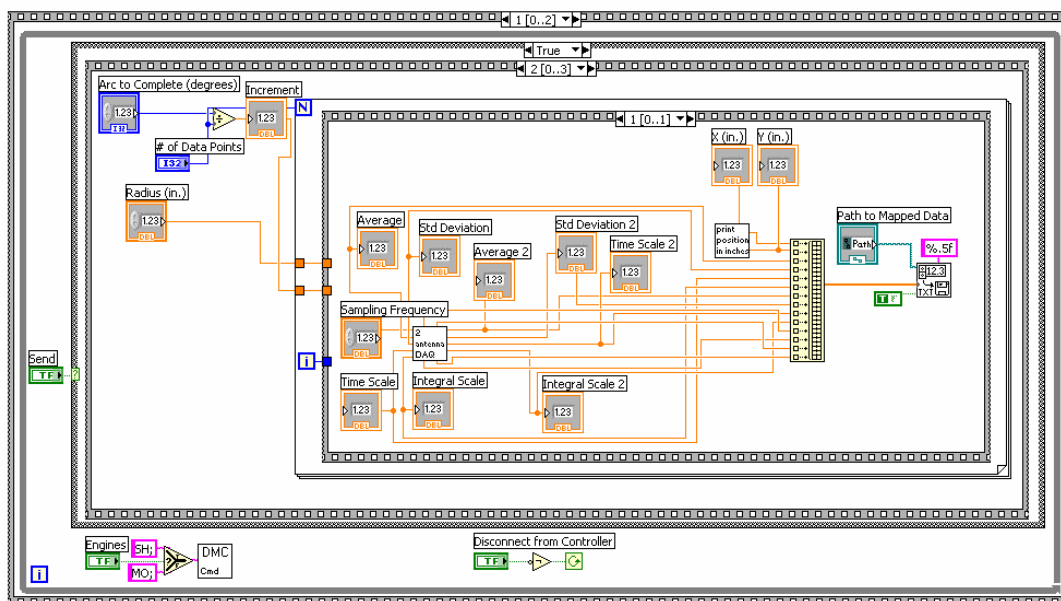 1 [0..2]
True
2 [0..3]
Arc to Complete (degrees)
Increment
1.23
I32
1.23
DBL
N
# of Data Points
I32
1 [0..1]
X (in.)
Y (in.)
1.23
DBL
1.23
DBL
Radius (in.)
1.23
DBL
Average
1.23
DBL
Std Deviation
1.23
DBL
Average 2
1.23
DBL
Std Deviation 2
1.23
DBL
Time Scale 2
1.23
DBL
print
position
in inches
Path to Mapped Data
Path
%.5f
12.3
TXT
T
Sampling Frequency
1.23
DBL
2
antenna
DAQ
i
Send
TF
?
Time Scale
1.23
DBL
Integral Scale
1.23
DBL
Integral Scale 2
1.23
DBL
Engines
TF
SH;
MO;
DMC
Cmd
Disconnect from Controller
TF
i